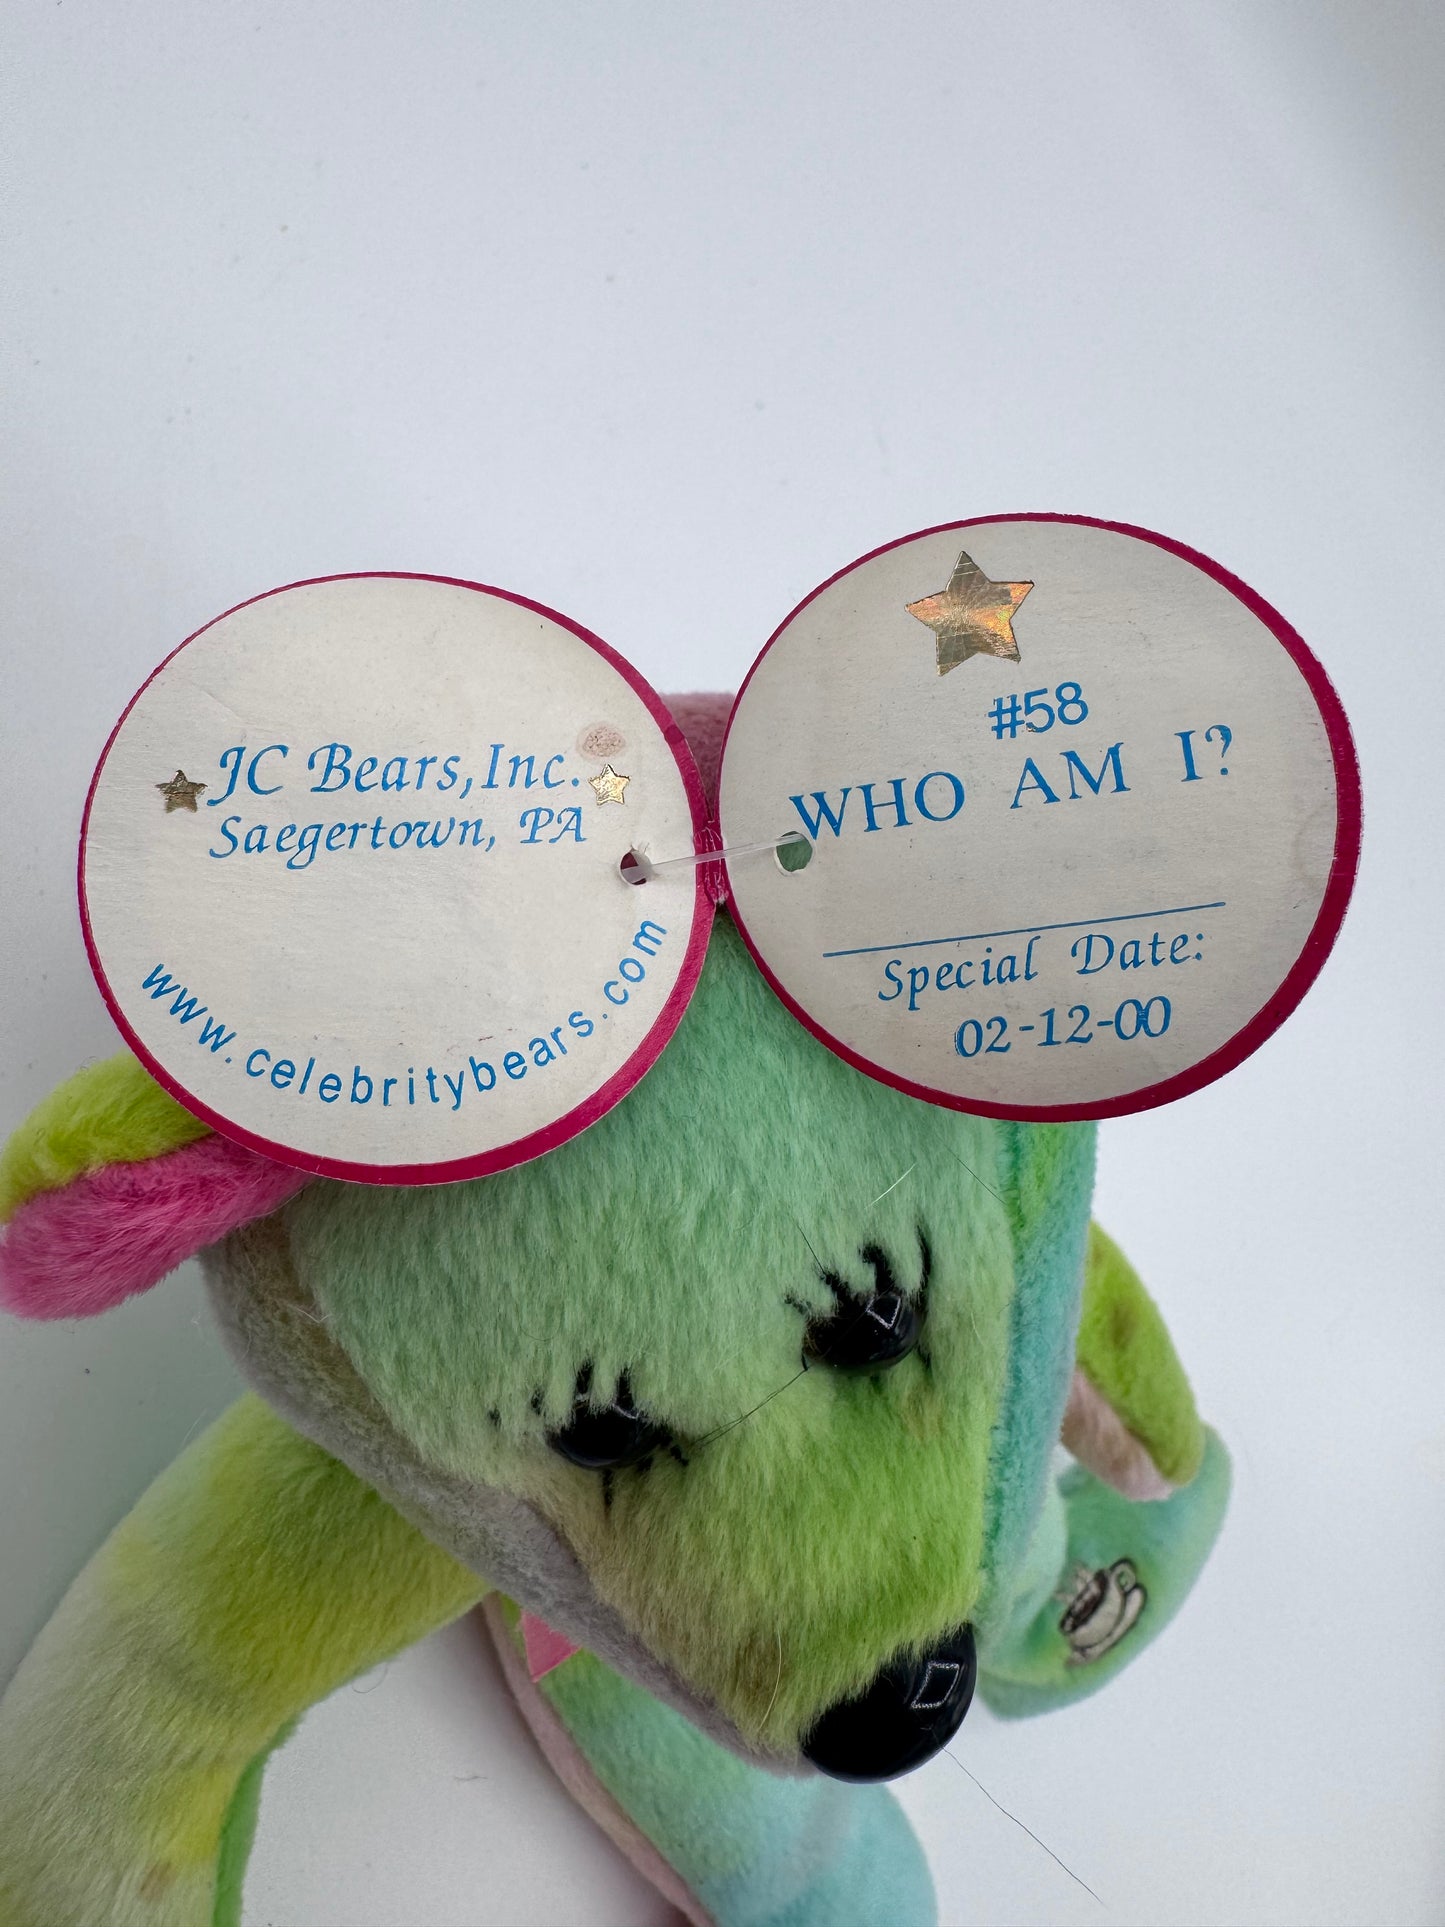 JC Bears, Inc.
Saegertown, PA
www.celebritybears.com
#58
WHO AM I?
Special Date:
02-12-00